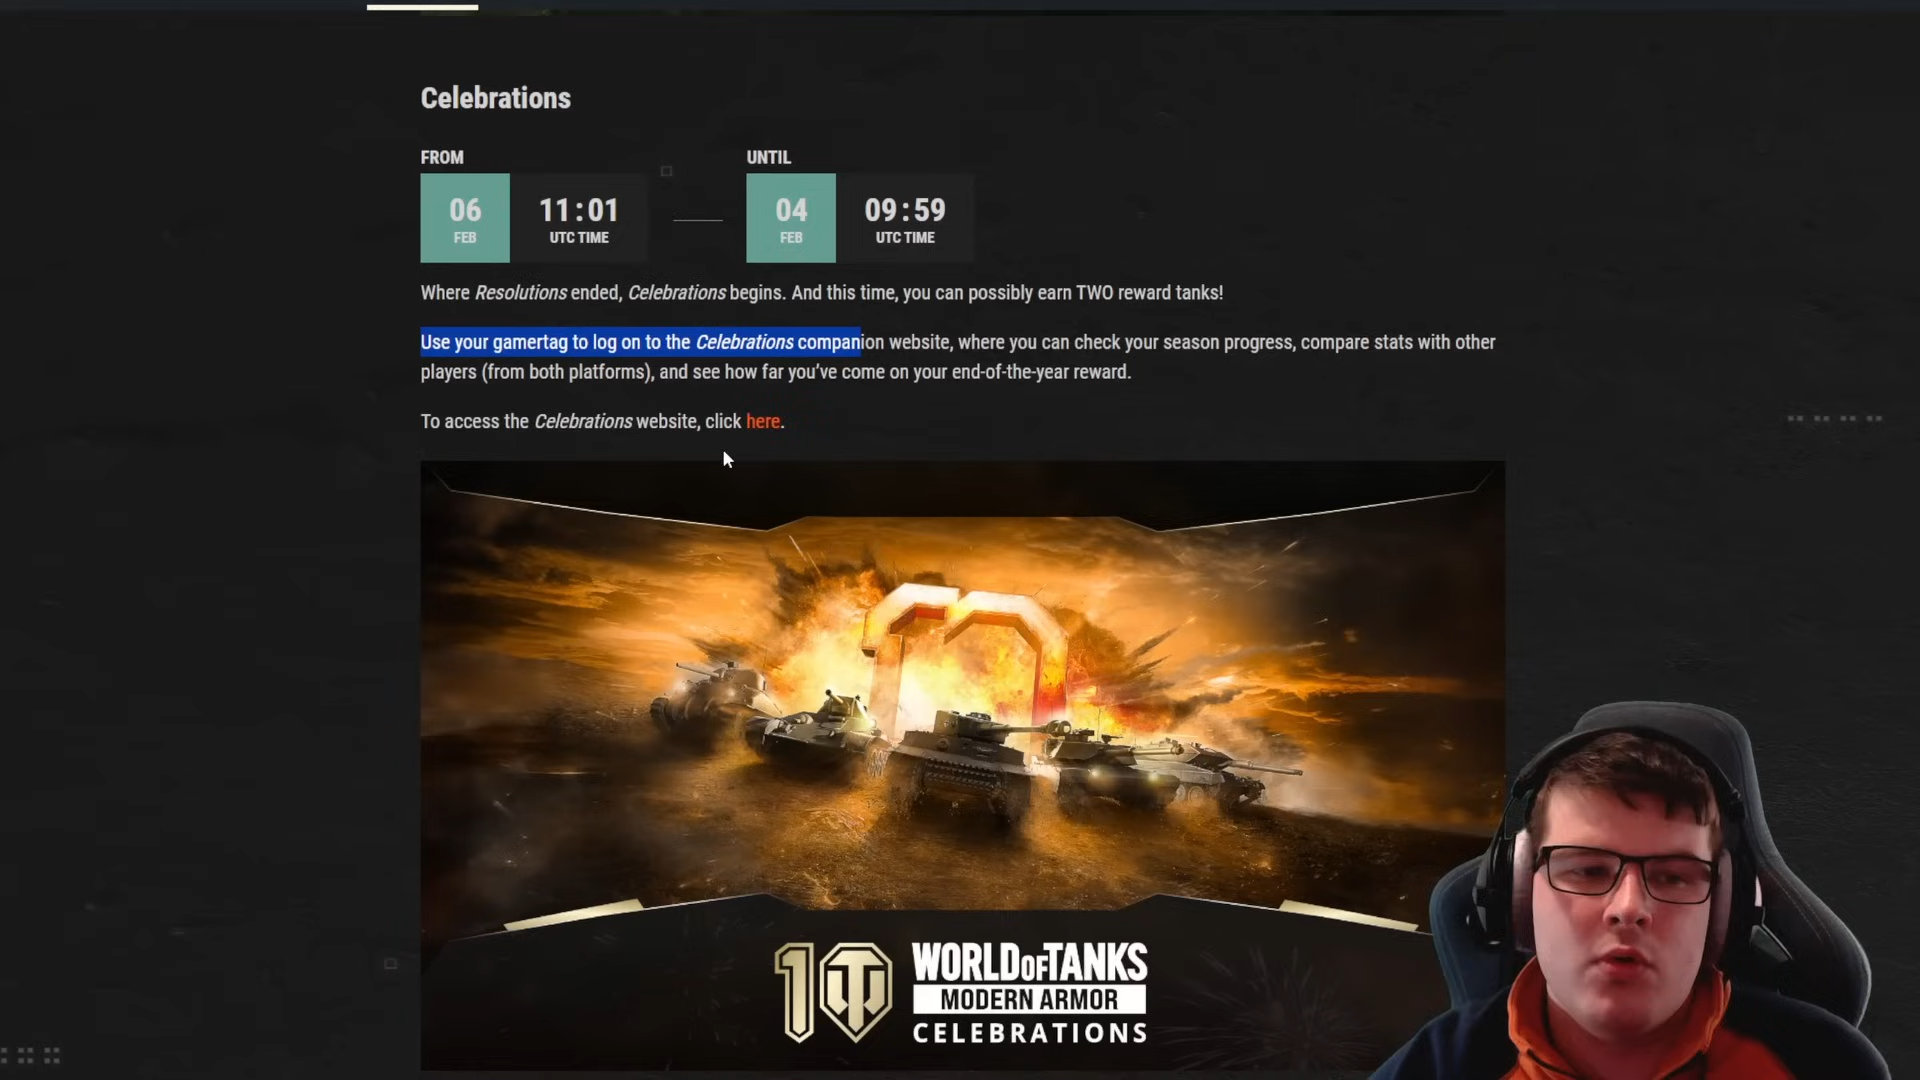 Celebrations
FROM
UNTIL
06
FEB
11:01
UTC TIME
04
FEB
09:59
UTC TIME
Where Resolutions ended, Celebrations begins. And this time, you can possibly earn TWO reward tanks!
Use your gamertag to log on to the Celebrations companion website, where you can check your season progress, compare stats with other
players (from both platforms), and see how far you've come on your end-of-the-year reward.
To access the Celebrations website, click here.
10
10
WORLD OF TANKS
MODERN ARMOR
CELEBRATIONS